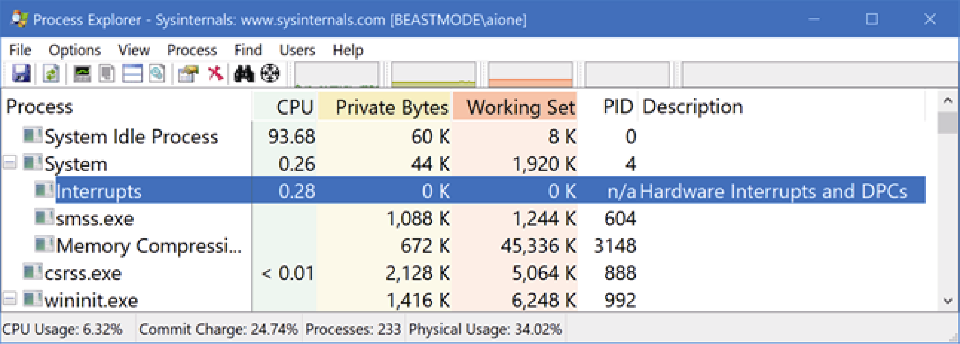 Process Explorer - Sysinternals: www.sysinternals.com [BEASTMODE\aione]
File Options View Process Find Users Help
Process CPU Private Bytes Working Set PID Description
System Idle Process 93.68 60 K 8 K 0
System 0.26 44 K 1,920 K 4
Interrupts 0.28 0 K 0 K n/a Hardware Interrupts and DPCs
smss.exe 1,088 K 1,244 K 604
Memory Compressi... 672 K 45,336 K 3148
csrss.exe < 0.01 2,128 K 5,064 K 888
wininit.exe 1,416 K 6,248 K 992
CPU Usage: 6.32% Commit Charge: 24.74% Processes: 233 Physical Usage: 34.02%